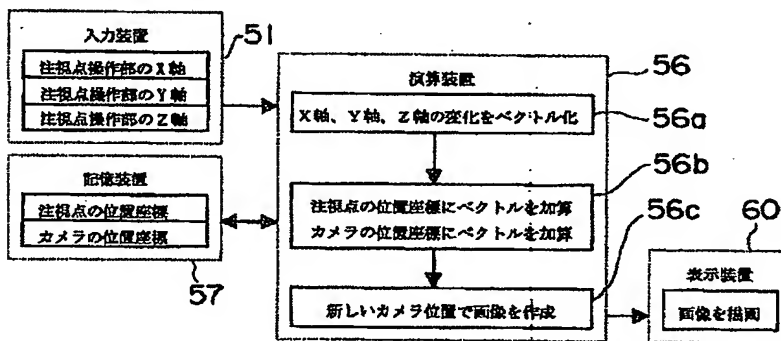 入力装置
51
注視点操作部のX軸
注視点操作部のY軸
注視点操作部のZ軸
記憶装置
注視点の位置座標
カメラの位置座標
57
演算装置
56
X軸、Y軸、Z軸の変化をベクトル化
56a
56b
注視点の位置座標にベクトルを加算
カメラの位置座標にベクトルを加算
56c
新しいカメラ位置で画像を作成
60
表示装置
画像を描画